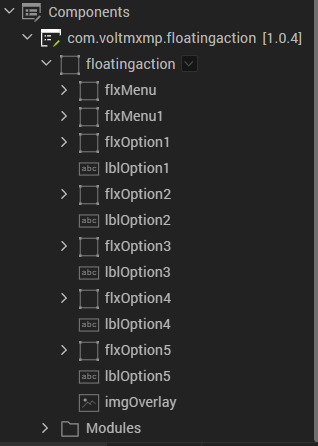 Components
com.voltmxmp.floatingaction [1.0.4]
floatingaction
flxMenu
flxMenu1
flxOption1
abc lblOption1
flxOption2
abc lblOption2
flxOption3
abc lblOption3
flxOption4
abc lblOption4
flxOption5
abc lblOption5
imgOverlay
Modules